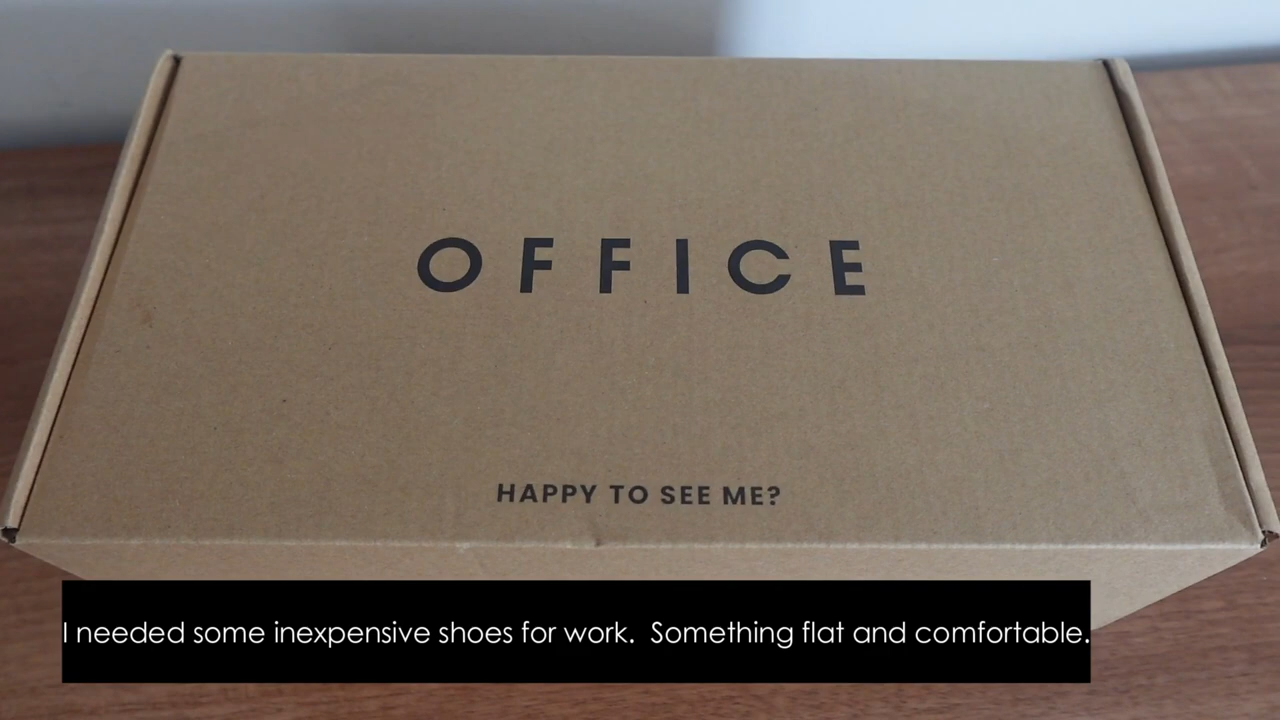 OFFICE
HAPPY TO SEE ME?
I needed some inexpensive shoes for work.  Something flat and comfortable.